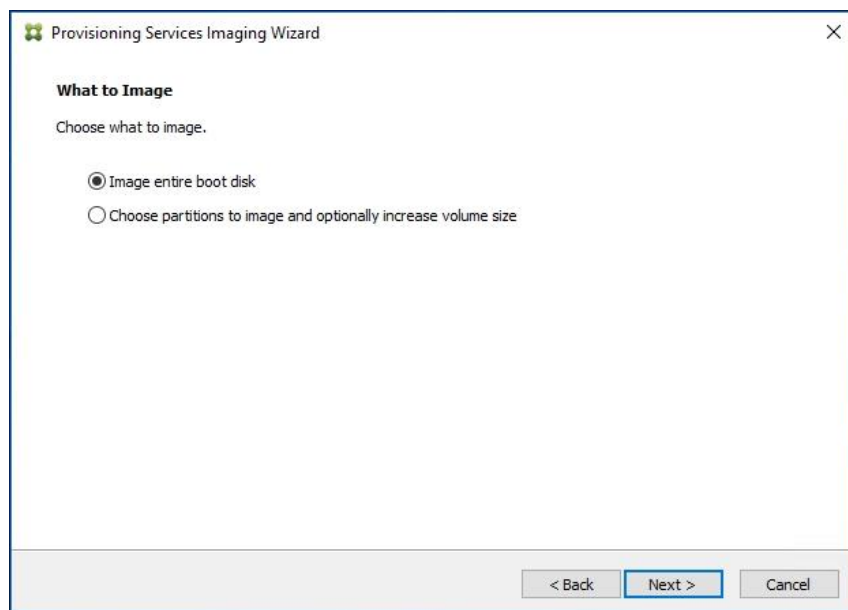 Provisioning Services Imaging Wizard
What to Image
Choose what to image.
Image entire boot disk
Choose partitions to image and optionally increase volume size
< Back Next > Cancel